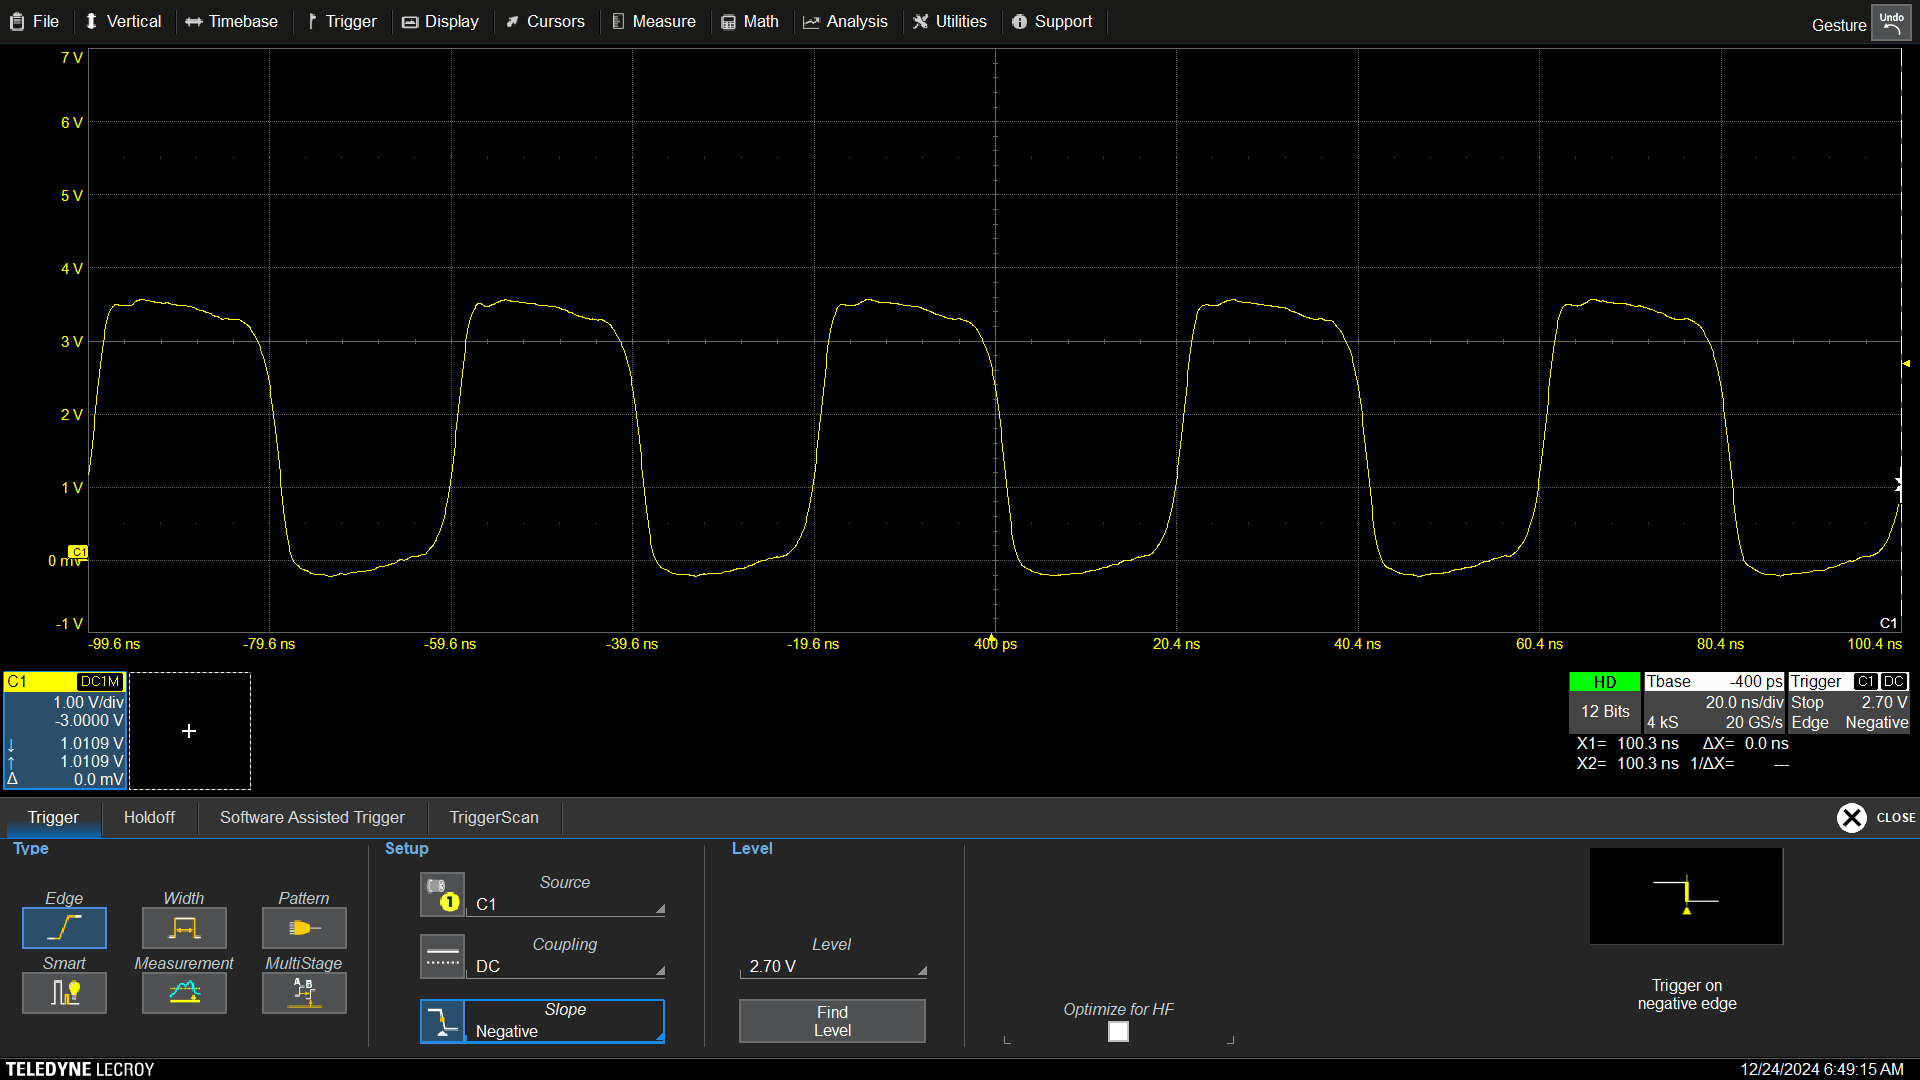 File Vertical Timebase Trigger Display Cursors Measure Math Analysis Utilities Support
Gesture Undo
7 V
6 V
5 V
4 V
3 V
2 V
1 V
C1
0 mV
-1 V
C1
-99.6 ns -79.6 ns -59.6 ns -39.6 ns -19.6 ns 400 ps 20.4 ns 40.4 ns 60.4 ns 80.4 ns 100.4 ns
C1 DC1M
1.00 V/div
-3.0000 V
↓ 1.0109 V
↑ 1.0109 V
Δ 0.0 mV
+
HD
12 Bits
Tbase -400 ps
20.0 ns/div
4 kS 20 GS/s
Trigger C1 DC
Stop 2.70 V
Edge Negative
X1= 100.3 ns ΔX= 0.0 ns
X2= 100.3 ns 1/ΔX= ---
Trigger Holdoff Software Assisted Trigger TriggerScan
CLOSE
Type
Edge Width Pattern
Smart Measurement MultiStage
A B
Setup
Source
1
C1
Coupling
DC
Slope
Negative
Level
Level
2.70 V
Find
Level
Optimize for HF
Trigger on
negative edge
TELEDYNE LECROY
12/24/2024 6:49:15 AM